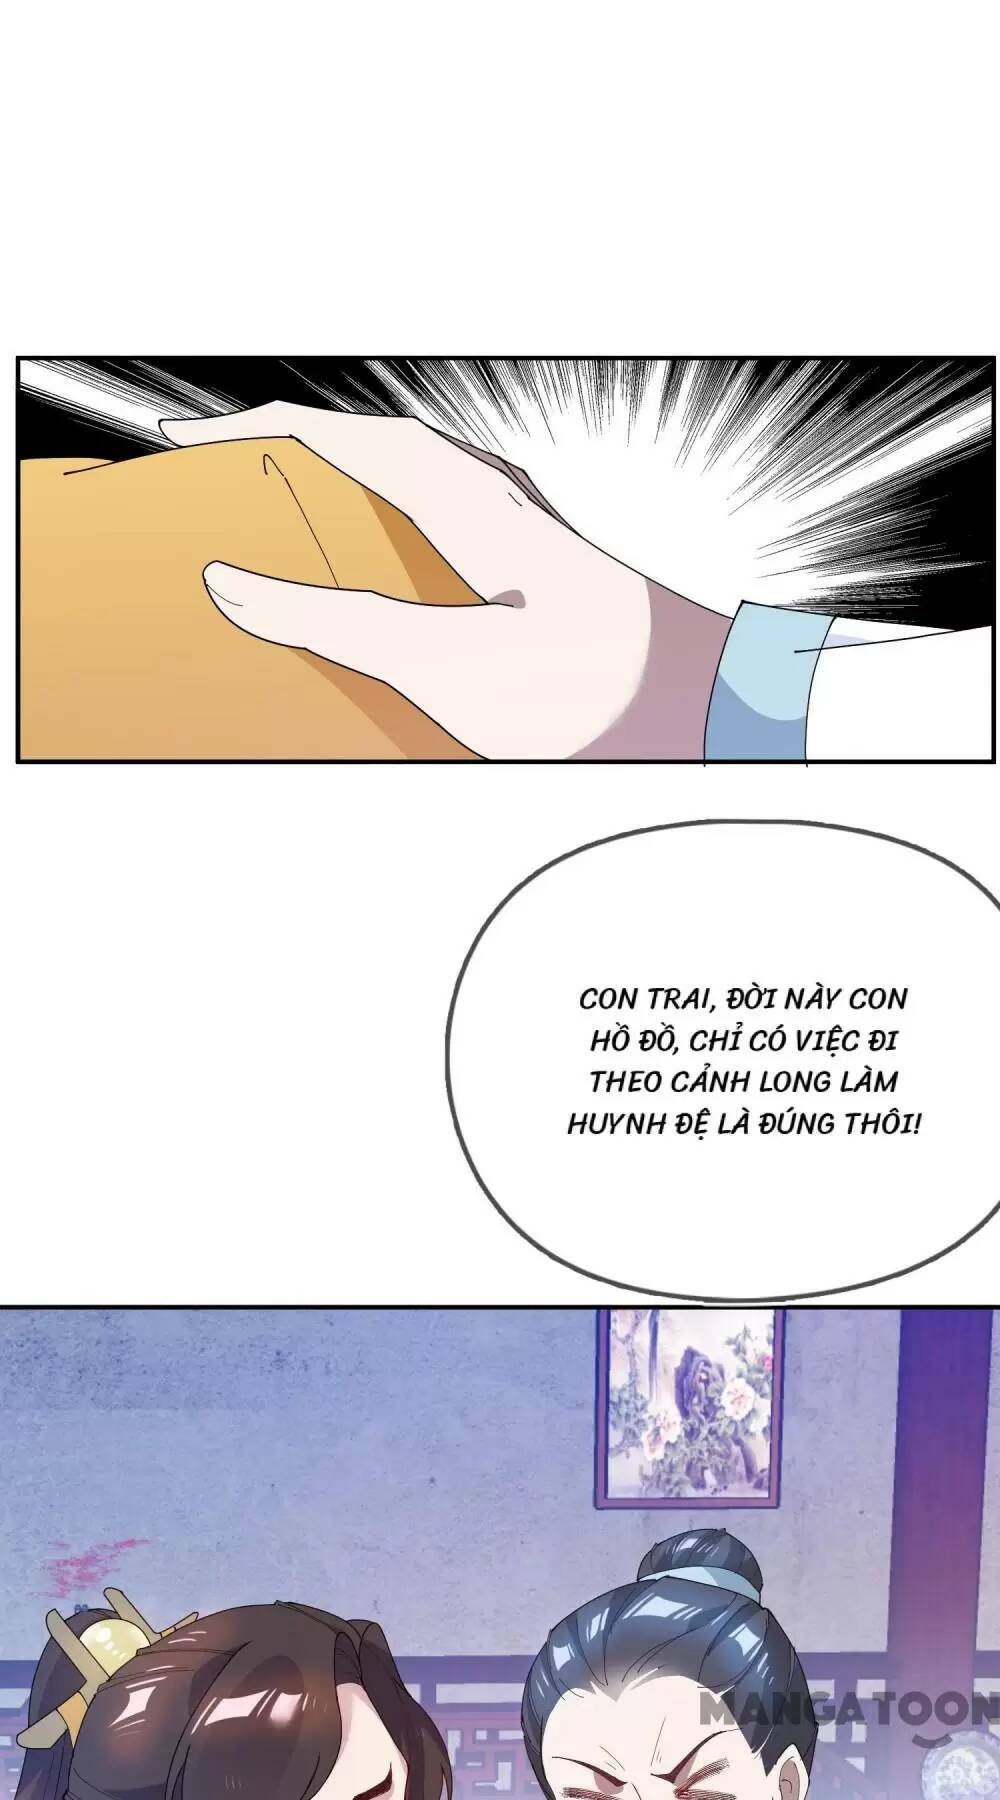 CON TRAI, ĐỜI NÀY CON
HỒ ĐỒ, CHỈ CÓ VIỆC ĐI
THEO CẢNH LONG LÀM
HUYNH ĐỆ LÀ ĐÚNG THÔI!
MANGATOON